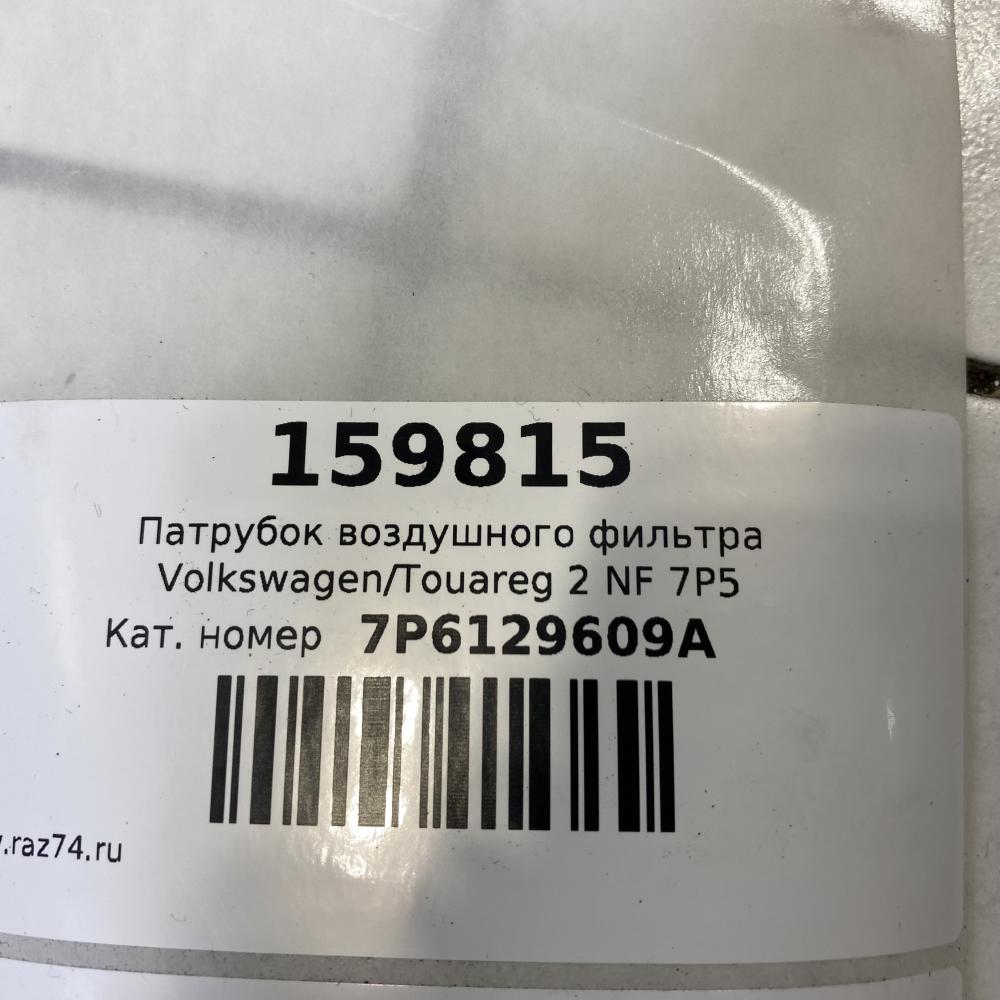 159815
Патрубок воздушного фильтра
Volkswagen/Touareg 2 NF 7P5
Кат. номер 7P6129609A
.raz74.ru